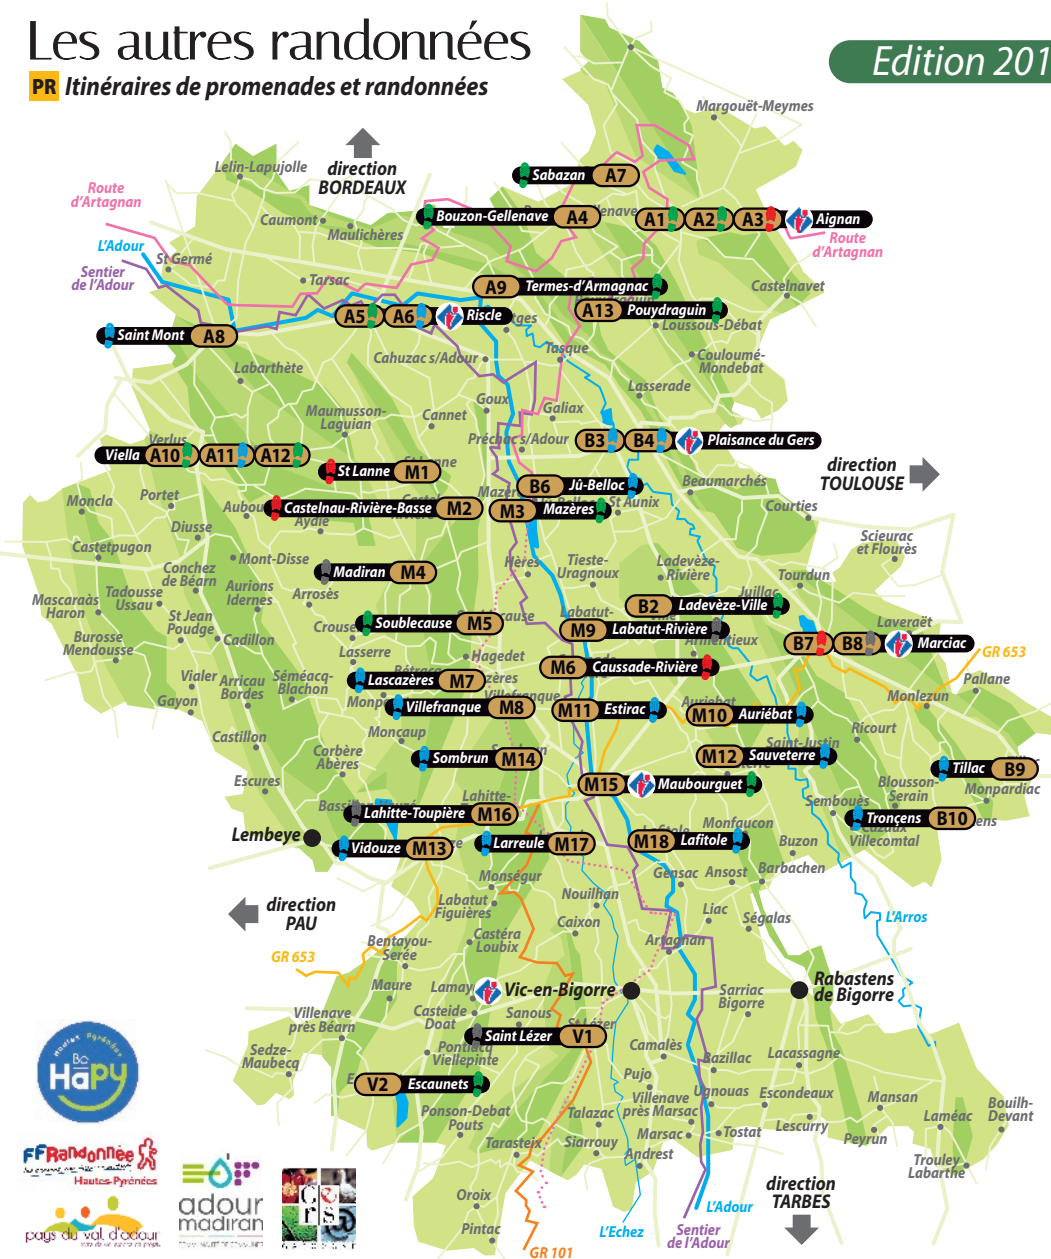 Les autres randonnées
PR Itinéraires de promenades et randonnées
Edition 201
Margouët-Meymes
direction
BORDEAUX
Lelin-Lapujolle
Sabazan A7
Route
d'Artagnan
Caumont
Maulichères
Bouzon-Gellenave A4
A1 A2 A3 Aignan
Route
d'Artagnan
L'Adour
St Germé
Sentier
de l'Adour
Tarsac
A9 Termes-d'Armagnac
Castelnavet
A5 A6 Riscle
A13 Pouydraguin
Loussous-Débat
Saint Mont A8
Cahuzac s/Adour
Tasque
Couloumé-
Mondebat
Labarthète
Lasserade
Goux
Galiax
Maumusson-
Laguian
Cannet
Préchac s/Adour
B3 B4 Plaisance du Gers
Verlus
Viella A10 A11 A12
St Lanne M1
direction
TOULOUSE
B6 Jû-Belloc
Beaumarchés
Moncla
Portet
Castelnau-Rivière-Basse M2
M3 Mazères
St Aunix
Courties
Aydie
Diusse
Scieurac
et Flourès
Castetpugon
Mont-Disse
Hères
Tieste-
Uragnoux
Ladevèze-
Rivière
Conchez
de Béarn
Madiran M4
Tourdun
Mascaraàs
Haron
Tadousse
Ussau
Aurions
Idernes
Arrosès
Juillac
B2 Ladevèze-Ville
St Jean
Poudge
Soublecause M5
Labatut-
M9 Labatut-Rivière
Laveraët
Burosse
Mendousse
Cadillon
Armentieux
B7 B8 Marciac
GR 653
Lasserre
Hagedet
M6 Caussade-Rivière
Vialer
Arricau
Bordes
Séméacq-
Blachon
Lascazères M7
Pallane
Gayon
Villefranque M8
M11 Estirac
M10 Auriébat
Monlezun
Castillon
Moncaup
Ricourt
Saint-Justin
Corbère
Abères
Sombrun M14
M12 Sauveterre
Tillac B9
Escures
M15 Maubourguet
Blousson-
Serain
Monpardiac
Lahitte-
Sembouès
Lahitte-Toupière M16
Tronçens B10
Lembeye
Monfaucon
Vidouze M13
Larreule M17
M18 Lafitole
Buzon
Villecomtal
Monségur
Gensac
Ansost
Barbachen
direction
PAU
Labatut
Figuières
Nouilhan
Liac
Ségalas
L'Arros
Caixon
Castéra
Loubix
Bentayou-
Serée
Artagnan
GR 653
Maure
Lamay
Vic-en-Bigorre
Sarriac
Bigorre
Rabastens
de Bigorre
Villenave
près Béarn
Casteide
Doat
Sanous
St Lézer
Saint Lézer V1
Sedze-
Maubecq
Pontiacq
Viellepinte
Camalès
Bazillac
Lacassagne
V2 Escaunets
Pujo
Ugnouas
Escondeaux
Mansan
Bouilh-
Devant
Ponson-Debat
Pouts
Talazac
Villenave
près Marsac
Laméac
Lescurry
Tarasteix
Siarrouy
Marsac
Tostat
Peyrun
Andrest
Trouley
Labarthe
direction
TARBES
Oroix
L'Adour
Pintac
L'Echez
Sentier
de l'Adour
GR 101
Hautes Pyrénées
HaPy
FFRandonnée
Hautes-Pyrénées
pays du val d'adour
adour
madiran
Gers